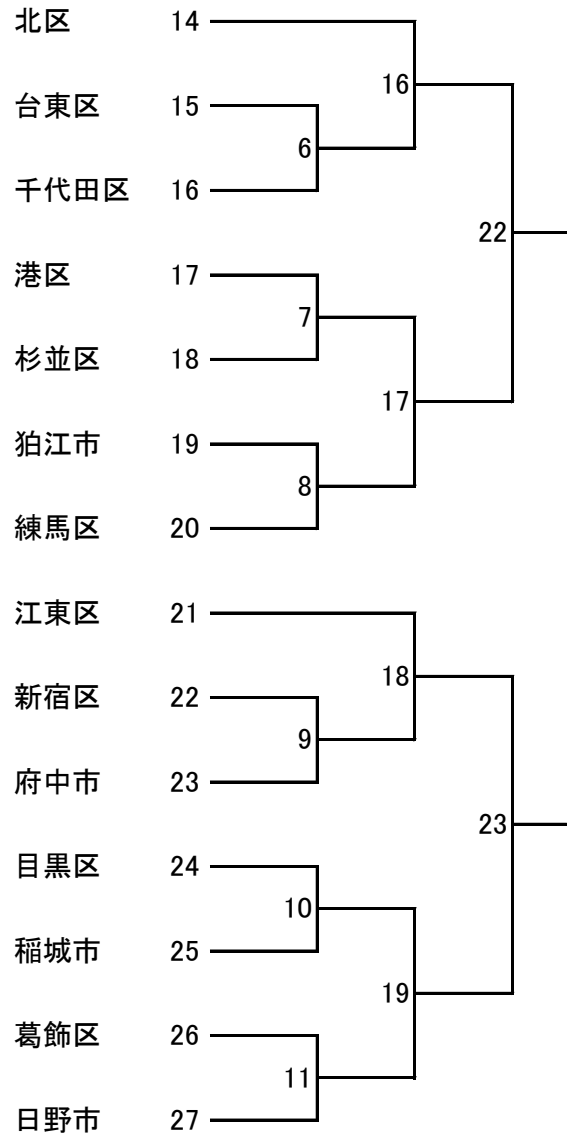 北区 14
16
台東区 15
6
千代田区 16
22
港区 17
7
杉並区 18
17
狛江市 19
8
練馬区 20
江東区 21
18
新宿区 22
9
府中市 23
23
目黒区 24
10
稲城市 25
19
葛飾区 26
11
日野市 27